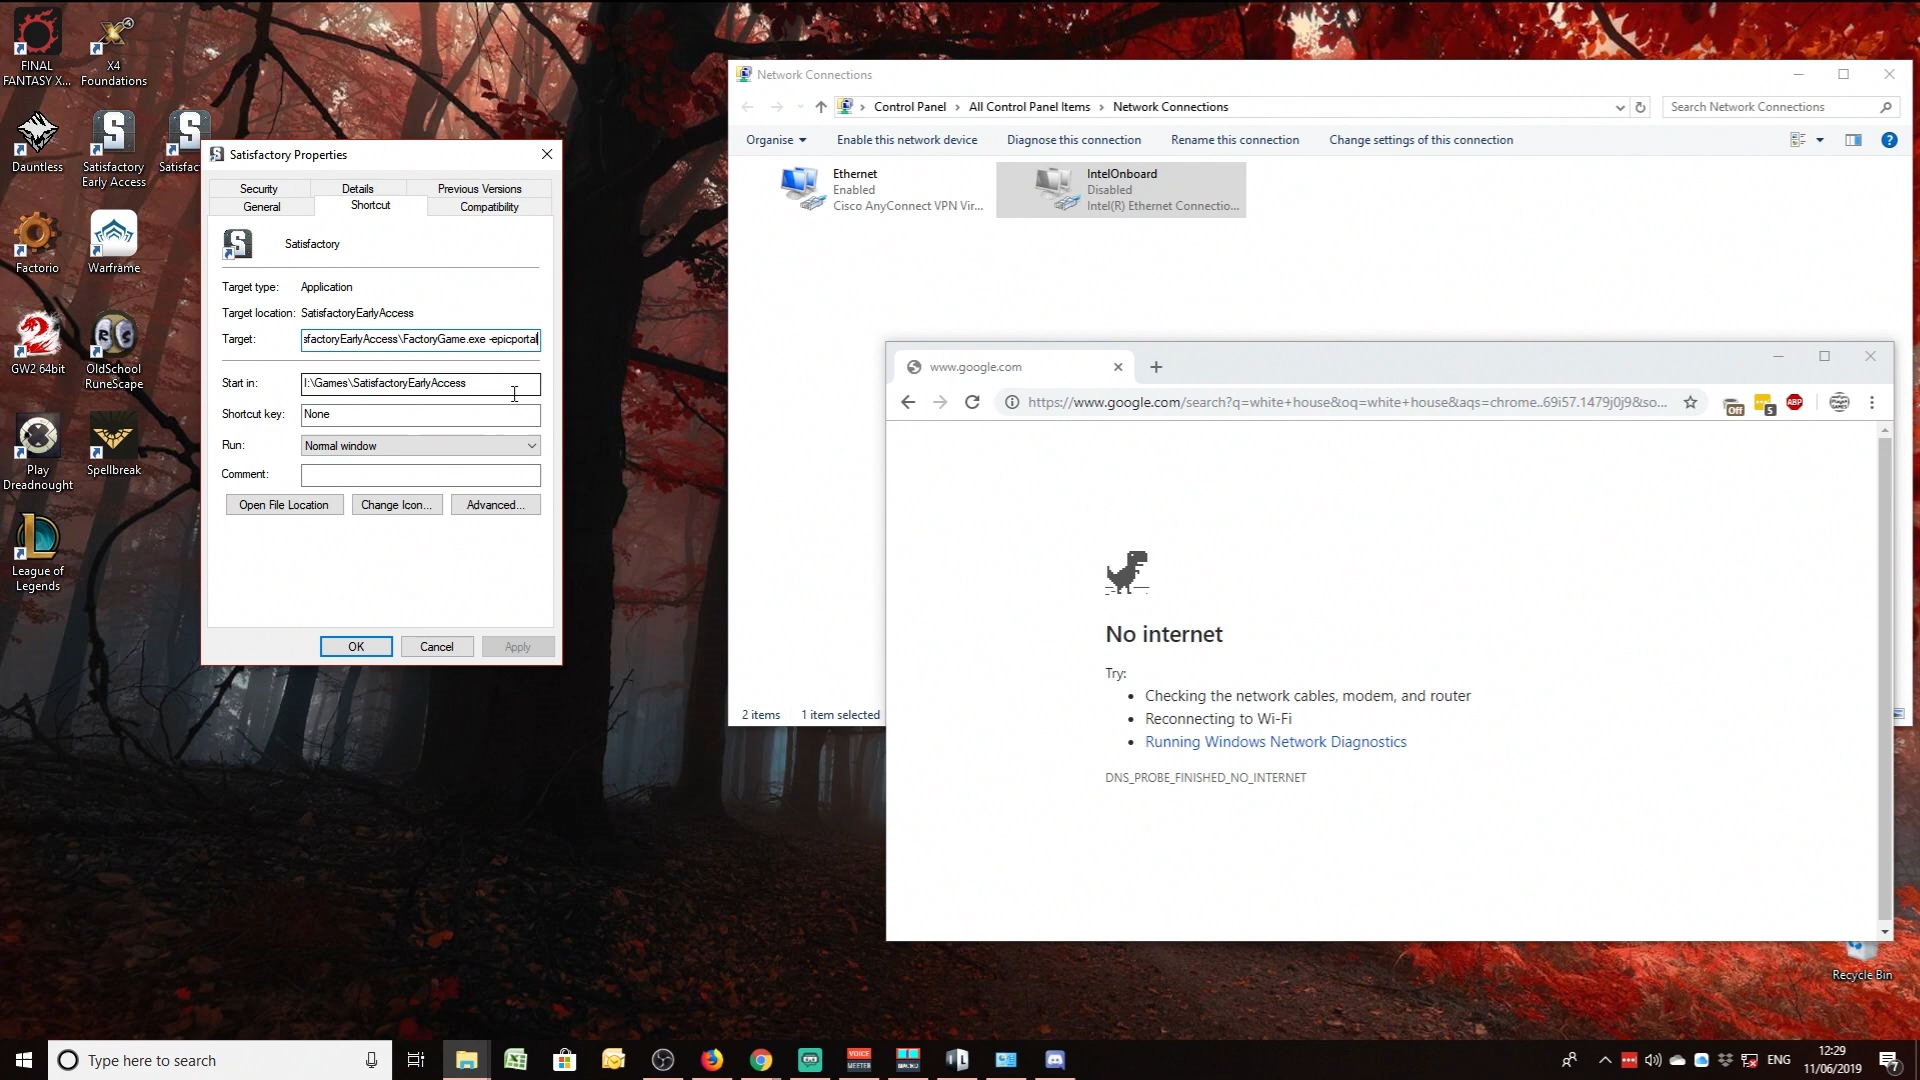 FINAL
FANTASY X...
X4
Foundations
Dauntless
Satisfactory
Early Access
Satisfac
Factorio
Warframe
GW2 64bit
OldSchool
RuneScape
Play
Dreadnought
Spellbreak
League of
Legends
Satisfactory Properties
Security
Details
Previous Versions
General
Shortcut
Compatibility
Satisfactory
Target type: Application
Target location: SatisfactoryEarlyAccess
Target: sfactoryEarlyAccess\FactoryGame.exe -epicportal
Start in: I:\Games\SatisfactoryEarlyAccess
Shortcut key: None
Run: Normal window
Comment:
Open File Location
Change Icon...
Advanced...
OK
Cancel
Apply
Network Connections
Control Panel > All Control Panel Items > Network Connections
Search Network Connections
Organise
Enable this network device
Diagnose this connection
Rename this connection
Change settings of this connection
Ethernet
Enabled
Cisco AnyConnect VPN Vir...
IntelOnboard
Disabled
Intel(R) Ethernet Connectio...
2 items
1 item selected
www.google.com
https://www.google.com/search?q=white+house&oq=white+house&aqs=chrome..69i57.1479j0j9&so...
Off
5
ABP
No internet
Try:
• Checking the network cables, modem, and router
• Reconnecting to Wi-Fi
• Running Windows Network Diagnostics
DNS_PROBE_FINISHED_NO_INTERNET
Recycle Bin
Type here to search
VOICE
MEETER
MACRO
ENG
12:29
11/06/2019
7